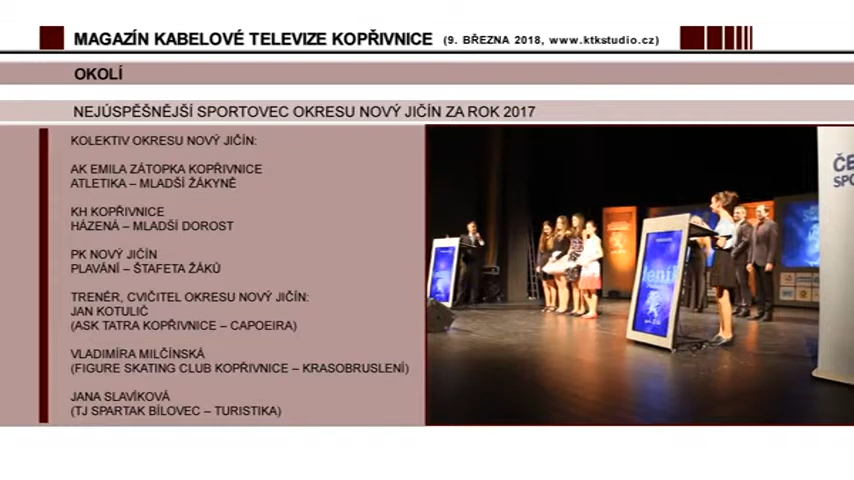 MAGAZÍN KABELOVÉ TELEVIZE KOPŘIVNICE (9. BŘEZNA 2018, www.ktkstudio.cz)
OKOLÍ
NEJÚSPĚŠNĚJŠÍ SPORTOVEC OKRESU NOVÝ JIČÍN ZA ROK 2017
KOLEKTIV OKRESU NOVÝ JIČÍN:
AK EMILA ZÁTOPKA KOPŘIVNICE
ATLETIKA – MLADŠÍ ŽÁKYNĚ
KH KOPŘIVNICE
HÁZENÁ – MLADŠÍ DOROST
PK NOVÝ JIČÍN
PLAVÁNÍ – ŠTAFETA ŽÁKŮ
TRENÉR, CVIČITEL OKRESU NOVÝ JIČÍN:
JAN KOTULIČ
(ASK TATRA KOPŘIVNICE – CAPOEIRA)
VLADIMÍRA MILČÍNSKÁ
(FIGURE SKATING CLUB KOPŘIVNICE – KRASOBRUSLENÍ)
JANA SLAVÍKOVÁ
(TJ SPARTAK BÍLOVEC – TURISTIKA)
ČE
SPO